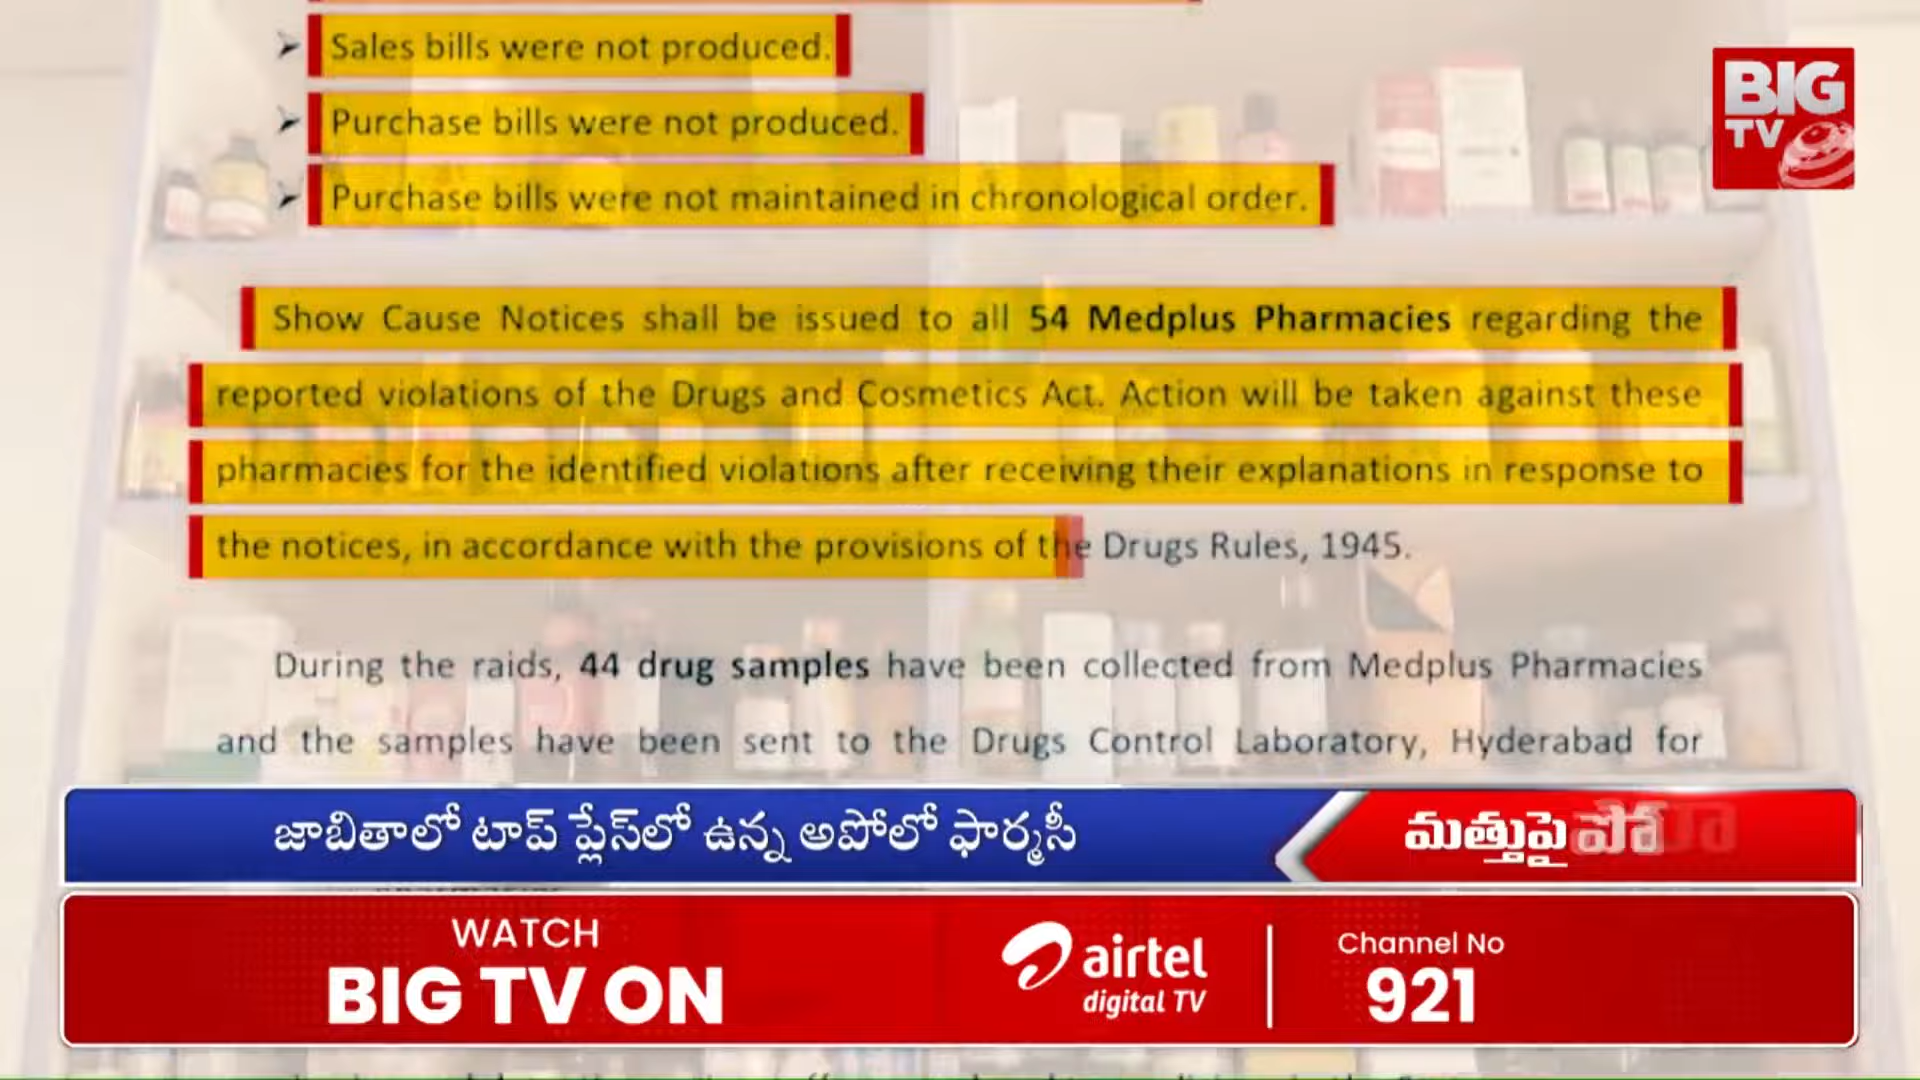 ➢ Sales bills were not produced.
➢ Purchase bills were not produced.
➢ Purchase bills were not maintained in chronological order.
BIG
TV
Show Cause Notices shall be issued to all 54 Medplus Pharmacies regarding the
reported violations of the Drugs and Cosmetics Act. Action will be taken against these
pharmacies for the identified violations after receiving their explanations in response to
the notices, in accordance with the provisions of the Drugs Rules, 1945.
During the raids, 44 drug samples have been collected from Medplus Pharmacies
and the samples have been sent to the Drugs Control Laboratory, Hyderabad for
జాబితాలో టాప్ ప్లేస్‌లో ఉన్న అపోలో ఫార్మసీ
మత్తుపై
WATCH
BIG TV ON
airtel
digital TV
Channel No
921